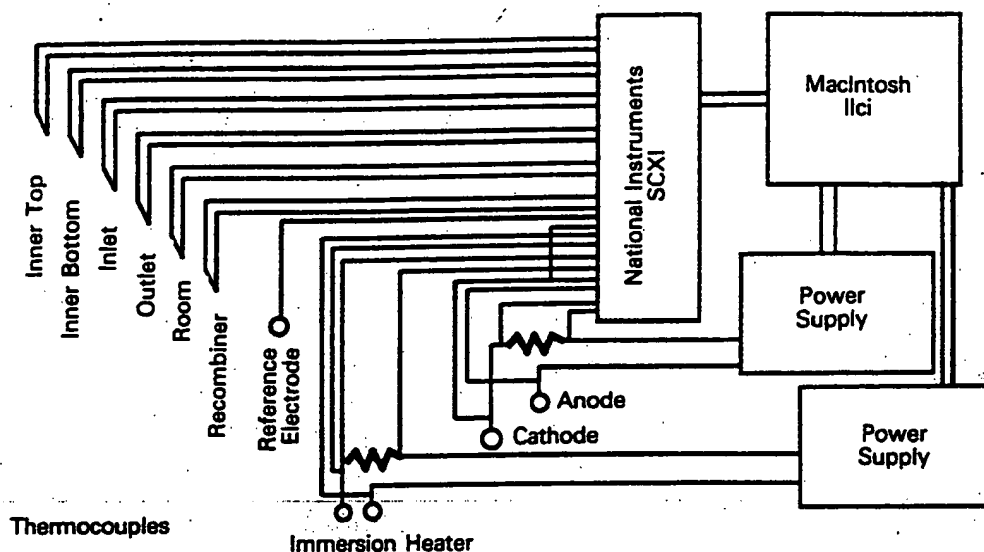 National Instruments
SCXI
MacIntosh
IIci
Inner Top
Inner Bottom
Inlet
Outlet
Room
Recombiner
Reference
Electrode
Power
Supply
Anode
Cathode
Power
Supply
Thermocouples
Immersion Heater